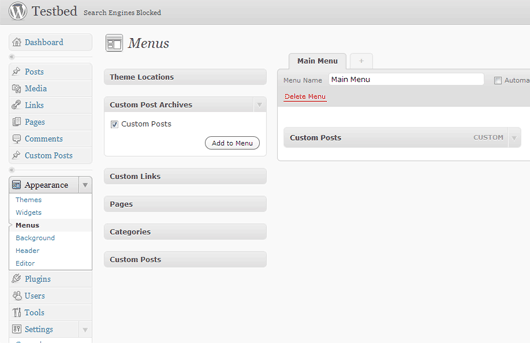 Testbed Search Engines Blocked
Dashboard
Posts
Media
Links
Pages
Comments
Custom Posts
Appearance
Themes
Widgets
Menus
Background
Header
Editor
Plugins
Users
Tools
Settings
Menus
Theme Locations
Custom Post Archives
Custom Posts
Add to Menu
Custom Links
Pages
Categories
Custom Posts
Main Menu +
Menu Name Main Menu Automa
Delete Menu
Custom Posts CUSTOM